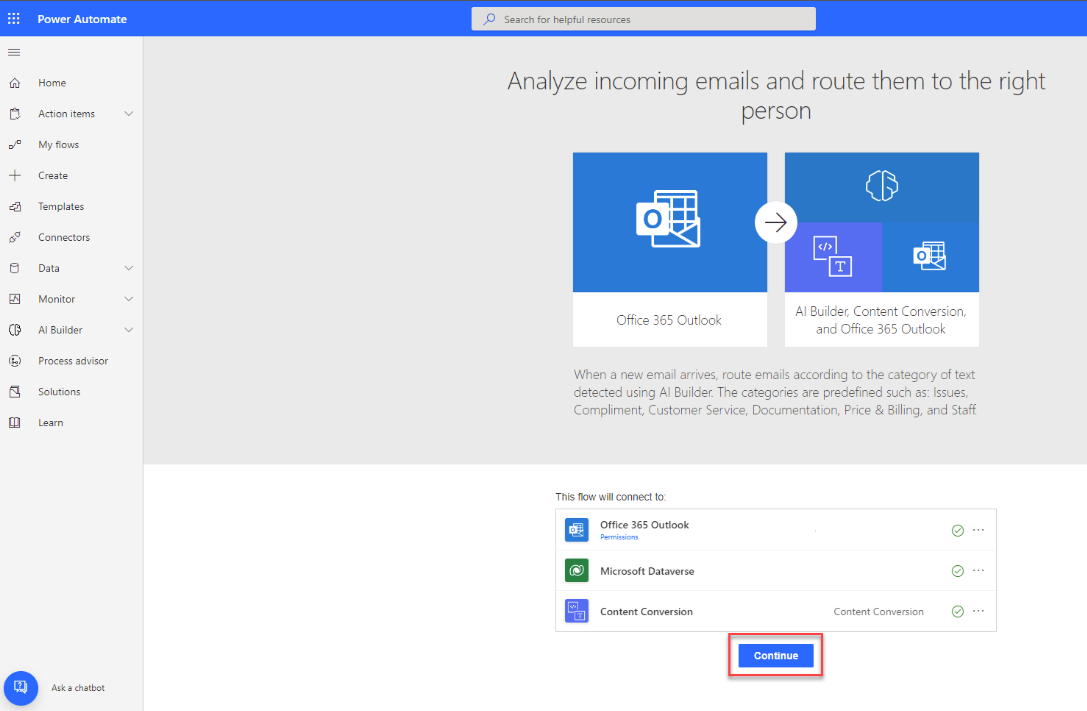 Power Automate
Search for helpful resources
Home
Action items
My flows
Create
Templates
Connectors
Data
Monitor
AI Builder
Process advisor
Solutions
Learn
Ask a chatbot
Analyze incoming emails and route them to the right
person
Office 365 Outlook
AI Builder, Content Conversion,
and Office 365 Outlook
When a new email arrives, route emails according to the category of text
detected using AI Builder. The categories are predefined such as: Issues,
Compliment, Customer Service, Documentation, Price & Billing, and Staff.
This flow will connect to:
Office 365 Outlook
Permissions
Microsoft Dataverse
Content Conversion Content Conversion
Continue